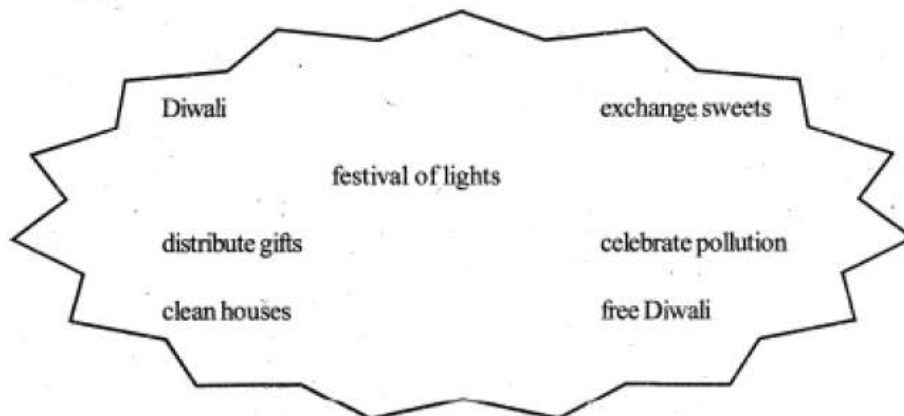 Diwali exchange sweets
festival of lights
distribute gifts celebrate pollution
clean houses free Diwali